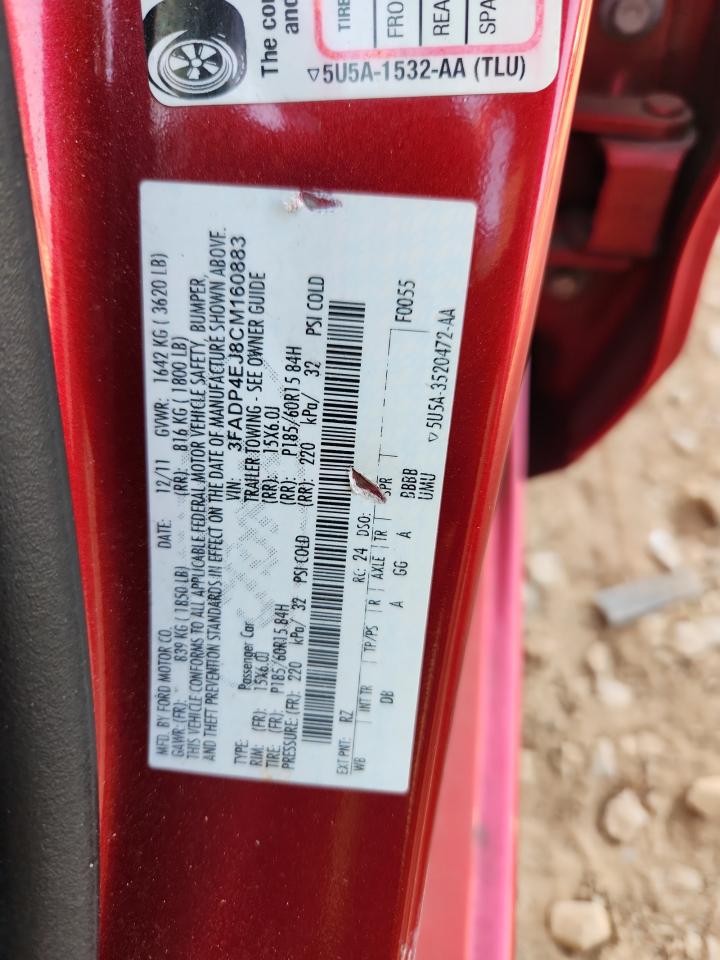 The co
and
TIRE
FRO
REA
SPA
▽5U5A-1532-AA (TLU)
MFD. BY FORD MOTOR CO.
DATE: 12/11 GVWR: 1642 KG ( 3620 LB)
GAWR: (FR): 839 KG (1850 LB) (RR): 816 KG ( 1800 LB)
THIS VEHICLE CONFORMS TO ALL APPLICABLE FEDERAL MOTOR VEHICLE SAFETY, BUMPER,
AND THEFT PREVENTION STANDARDS IN EFFECT ON THE DATE OF MANUFACTURE SHOWN ABOVE.
VIN: 3FADP4EJ8CM160883
TYPE: Passenger Car TRAILER TOWING - SEE OWNER GUIDE
RIM: (FR): 15X6.0J (RR): 15X6.0J
TIRE: (FR): P185/60R15 84H (RR): P185/60R15 84H
PRESSURE: (FR): 220 kPa/ 32 PSI COLD (RR): 220 kPa/ 32 PSI COLD
EXT PNT: RZ RC: 24 DSO: F0055
WB INT TR TP/PS R AXLE TR SPR
DB A GG A BBBB
UMU ▽5U5A-3520472-AA